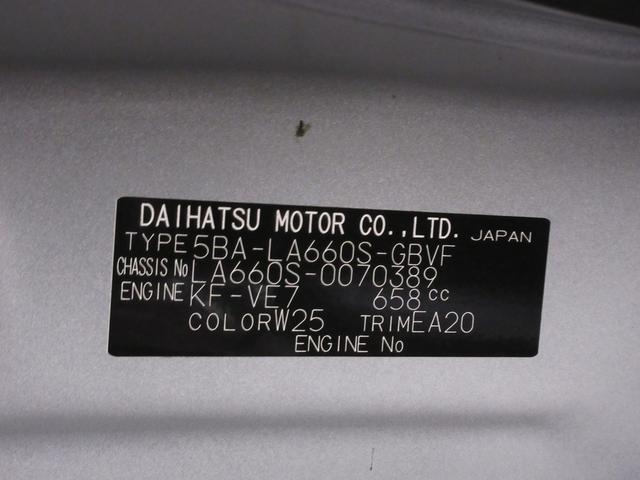 DAIHATSU MOTOR CO.,LTD. JAPAN
TYPE 5BA-LA660S-GBVF
CHASSIS No LA660S-0070389
ENGINE KF-VE7 658 cc
COLOR W25 TRIM EA20
ENGINE No